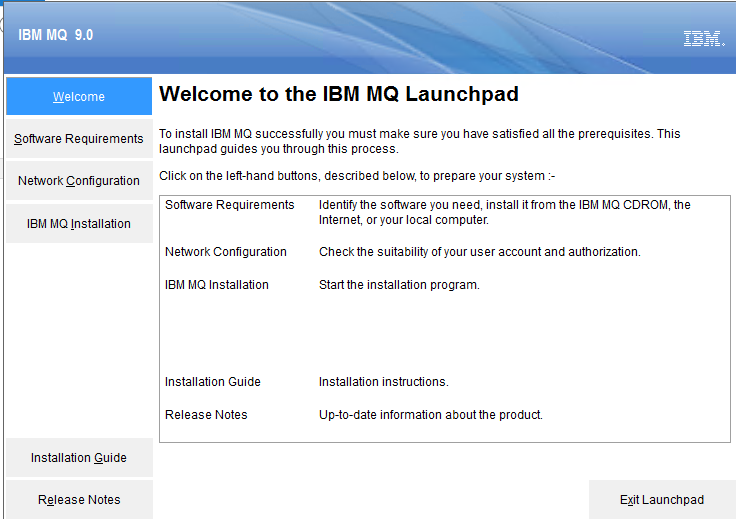 IBM MQ 9.0
IBM.
Welcome
Software Requirements
Network Configuration
IBM MQ Installation
Installation Guide
Release Notes
Welcome to the IBM MQ Launchpad
To install IBM MQ successfully you must make sure you have satisfied all the prerequisites. This
launchpad guides you through this process.
Click on the left-hand buttons, described below, to prepare your system :-
Software Requirements Identify the software you need, install it from the IBM MQ CDROM, the
Internet, or your local computer.
Network Configuration Check the suitability of your user account and authorization.
IBM MQ Installation Start the installation program.
Installation Guide Installation instructions.
Release Notes Up-to-date information about the product.
Exit Launchpad